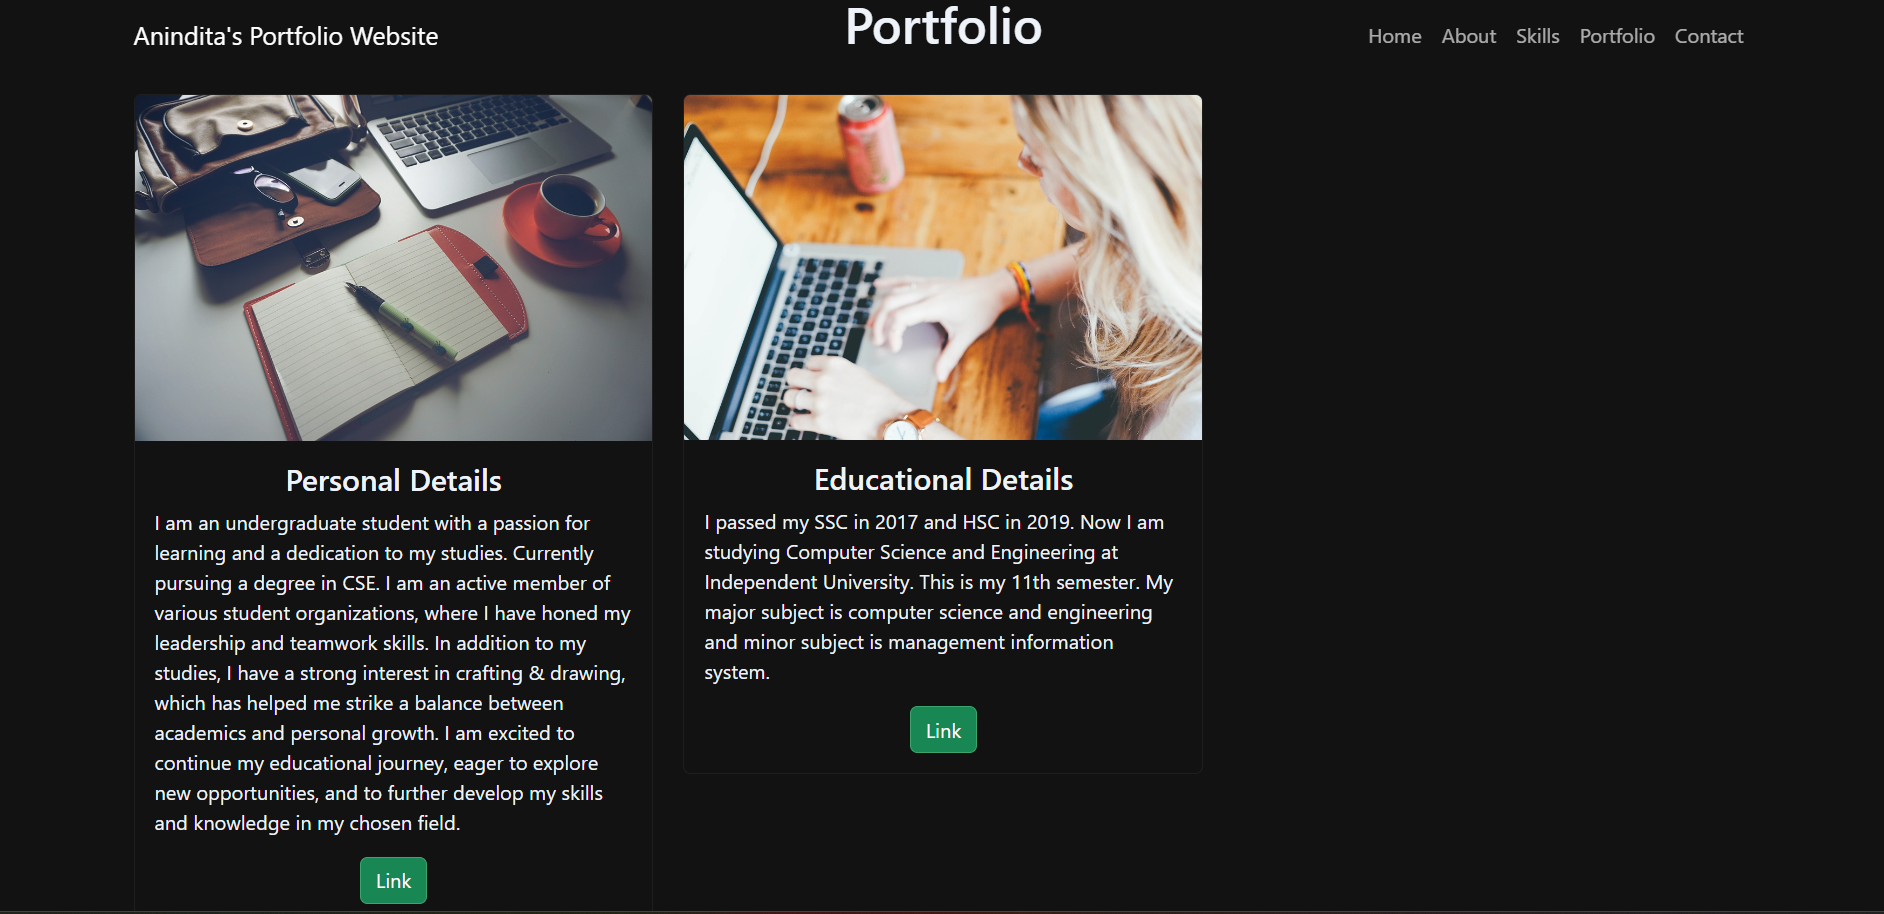 Anindita's Portfolio Website
Portfolio
Home About Skills Portfolio Contact
Personal Details
I am an undergraduate student with a passion for
learning and a dedication to my studies. Currently
pursuing a degree in CSE. I am an active member of
various student organizations, where I have honed my
leadership and teamwork skills. In addition to my
studies, I have a strong interest in crafting & drawing,
which has helped me strike a balance between
academics and personal growth. I am excited to
continue my educational journey, eager to explore
new opportunities, and to further develop my skills
and knowledge in my chosen field.
Link
Educational Details
I passed my SSC in 2017 and HSC in 2019. Now I am
studying Computer Science and Engineering at
Independent University. This is my 11th semester. My
major subject is computer science and engineering
and minor subject is management information
system.
Link